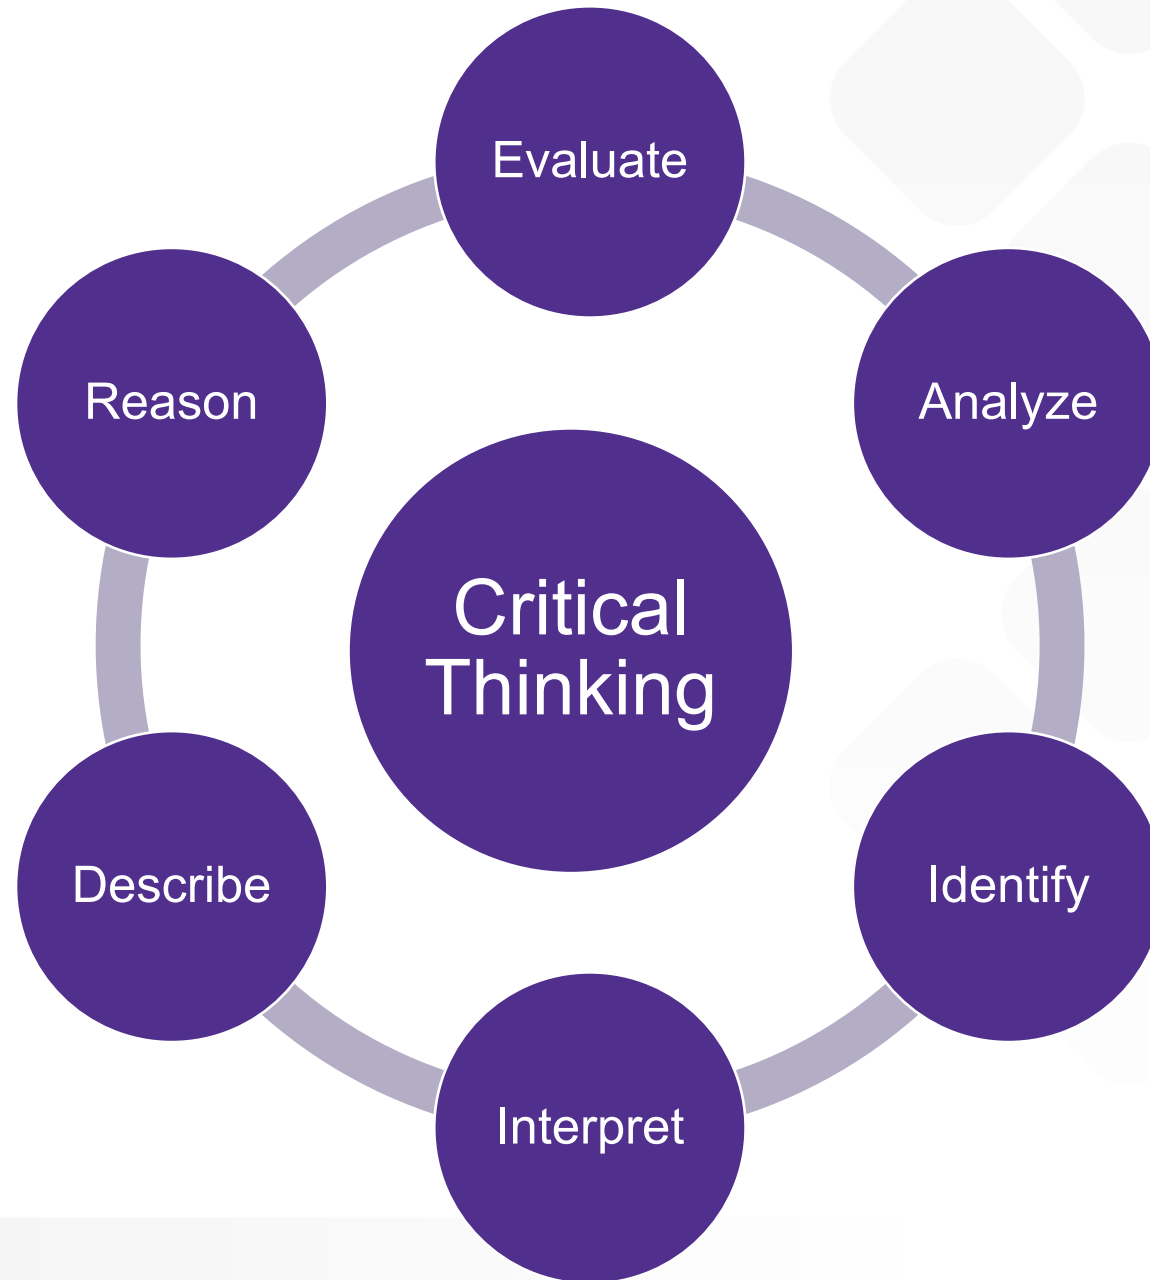 Evaluate
Analyze
Identify
Interpret
Describe
Reason
Critical
Thinking